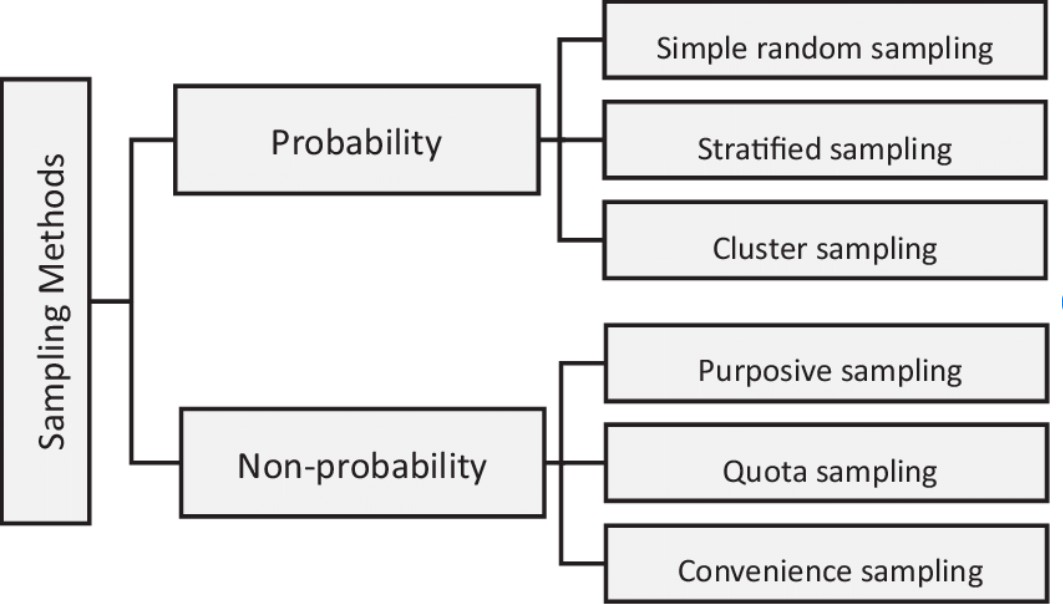 Sampling Methods
Probability
Simple random sampling
Stratified sampling
Cluster sampling
Non-probability
Purposive sampling
Quota sampling
Convenience sampling